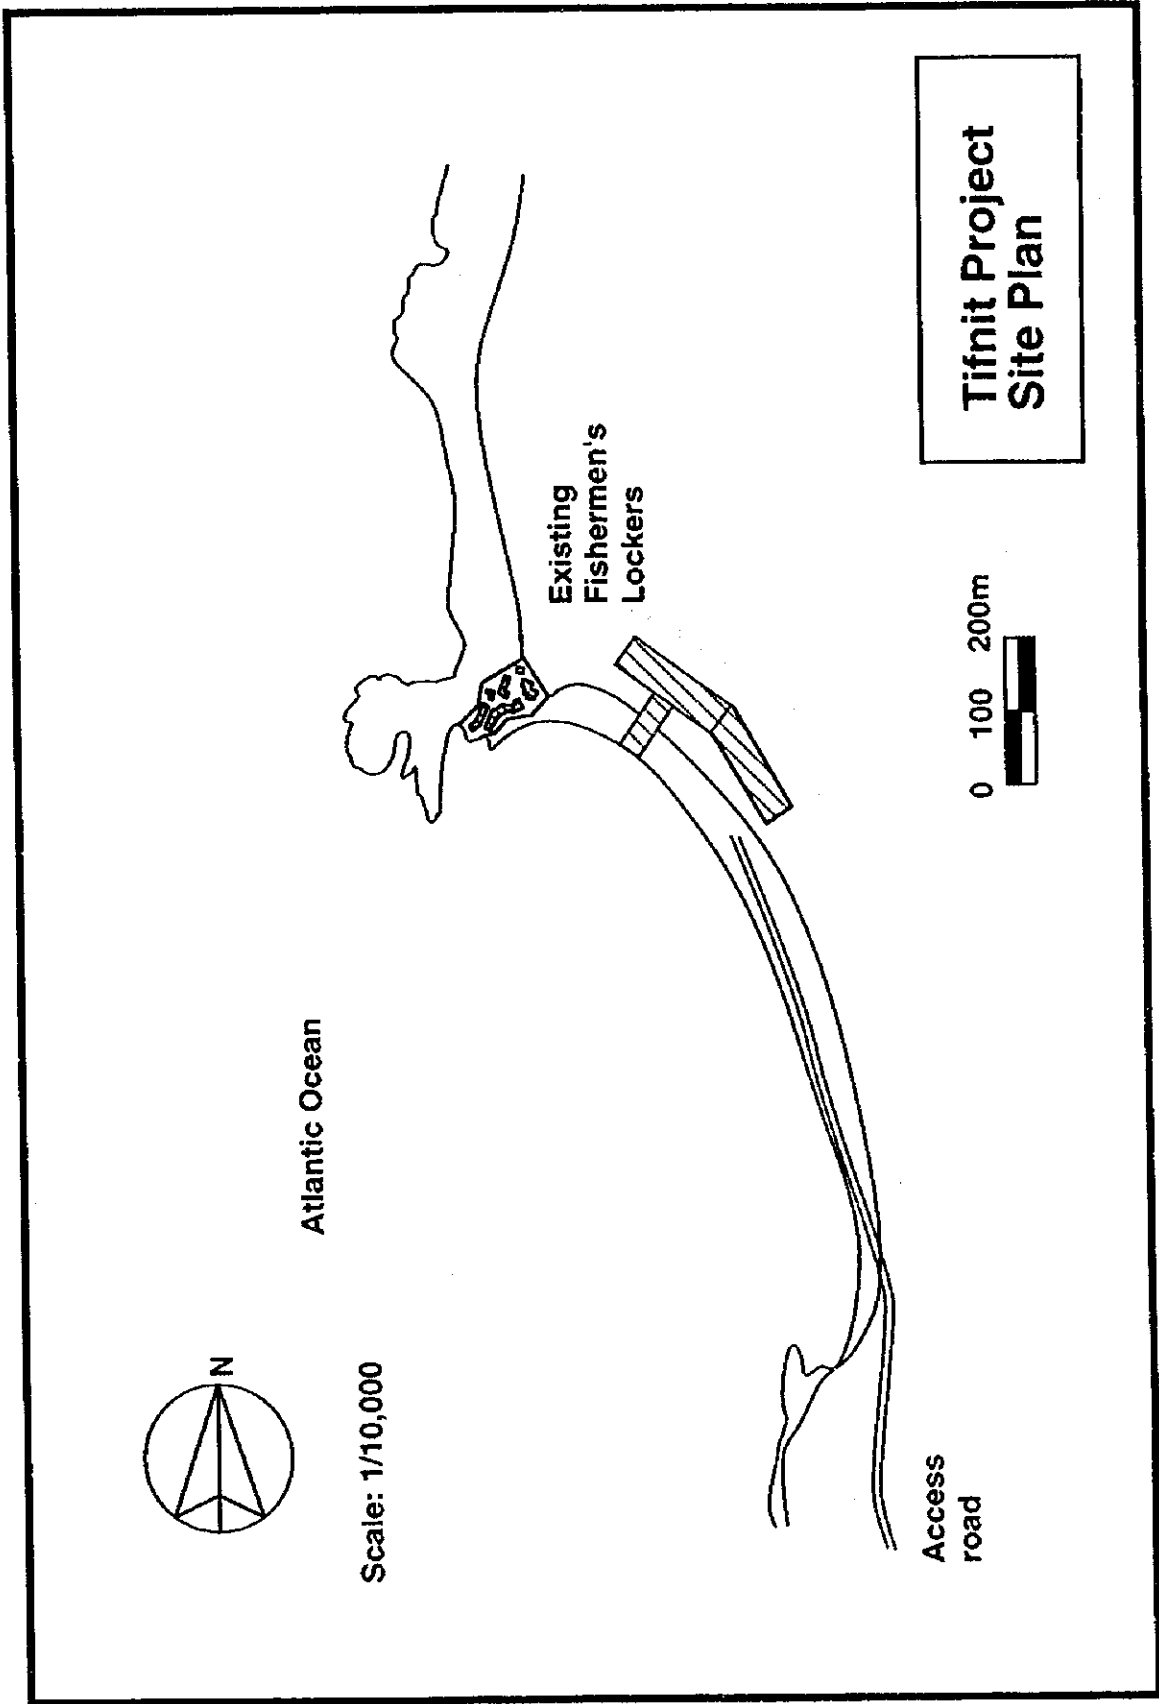 N
Scale: 1/10,000
Atlantic Ocean
Existing
Fishermen's
Lockers
Access
road
0 100 200m
Tifnit Project
Site Plan